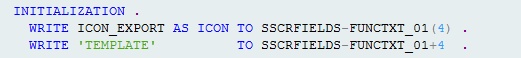 INITIALIZATION .
WRITE ICON_EXPORT AS ICON TO SSCRFIELDS-FUNCTXT_01(4) .
WRITE 'TEMPLATE' TO SSCRFIELDS-FUNCTXT_01+4 .